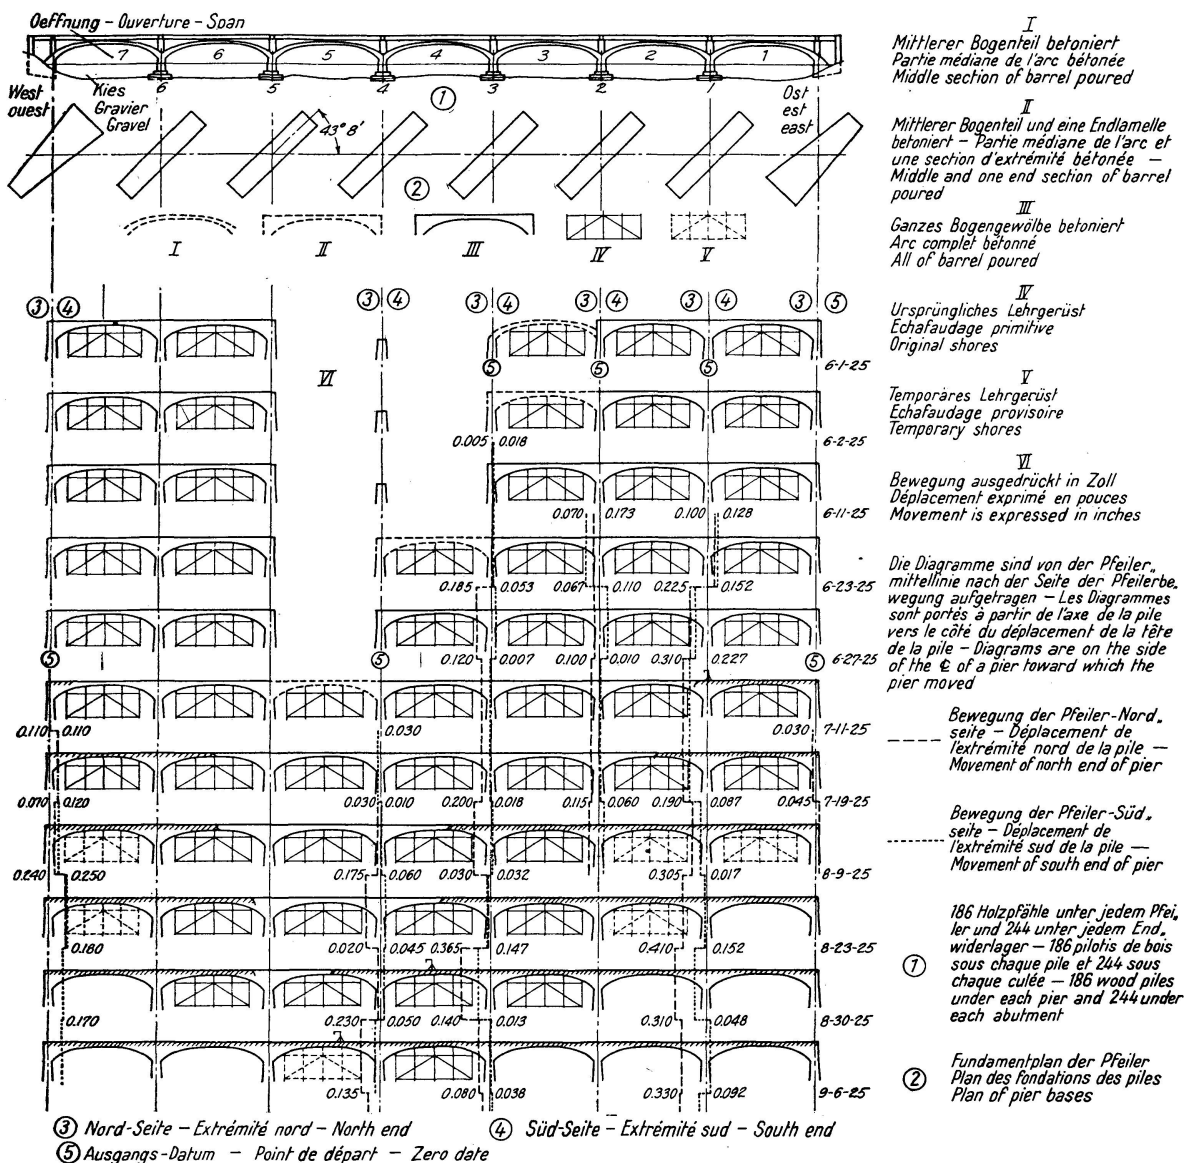 Oeffnung – Ouverture – Span
7 6 5 4 3 2 1
6 5 4 3 2 1
West
ouest
Kies
Gravier
Gravel
①
Ost
est
east
43° 8'
②
I II III IV V
③ ④ ③ ④ ③ ④ ③ ④ ③ ④ ③ ⑤
VI
⑤ ⑤ ⑤
6-1-25
0.005 0.018 6-2-25
0.070 0.173 0.100 0.128 6-11-25
0.185 0.053 0.067 0.110 0.225 0.152 6-23-25
⑤ ⑤ 0.120 0.007 0.100 0.010 0.310 0.227 ⑤ 6-27-25
0.110 0.110 0.030 0.030 7-11-25
0.070 0.120 0.030 0.010 0.200 0.018 0.115 0.060 0.190 0.087 0.045 7-19-25
0.240 0.250 0.175 0.060 0.030 0.032 0.305 0.017 8-9-25
0.180 0.020 0.045 0.365 0.147 0.410 0.152 8-23-25
0.170 0.230 0.050 0.140 0.013 0.310 0.048 8-30-25
0.135 0.080 0.038 0.330 0.092 9-6-25
③ Nord-Seite – Extrémité nord – North end
④ Süd-Seite – Extrémité sud – South end
⑤ Ausgangs-Datum – Point de départ – Zero date
I
Mittlerer Bogenteil betoniert
Partie médiane de l'arc bétonée
Middle section of barrel poured
II
Mittlerer Bogenteil und eine Endlamelle
betoniert – Partie médiane de l'arc et
une section d'extrémité bétonée –
Middle and one end section of barrel
poured
III
Ganzes Bogengewölbe betoniert
Arc complet bétonné
All of barrel poured
IV
Ursprüngliches Lehrgerüst
Echafaudage primitive
Original shores
V
Temporäres Lehrgerüst
Echafaudage provisoire
Temporary shores
VI
Bewegung ausgedrückt in Zoll
Déplacement exprimé en pouces
Movement is expressed in inches
Die Diagramme sind von der Pfeiler„
mittellinie nach der Seite der Pfeilerbe„
wegung aufgetragen – Les Diagrammes
sont portés à partir de l'axe de la pile
vers le côté du déplacement de la tête
de la pile – Diagrams are on the side
of the ℄ of a pier toward which the
pier moved
Bewegung der Pfeiler-Nord„
seite – Déplacement de
l'extrémité nord de la pile –
Movement of north end of pier
Bewegung der Pfeiler-Süd„
seite – Déplacement de
l'extrémité sud de la pile –
Movement of south end of pier
①
186 Holzpfähle unter jedem Pfei„
ler und 244 unter jedem End„
widerlager – 186 pilotis de bois
sous chaque pile et 244 sous
chaque culée – 186 wood piles
under each pier and 244 under
each abutment
②
Fundamentplan der Pfeiler
Plan des fondations des piles
Plan of pier bases